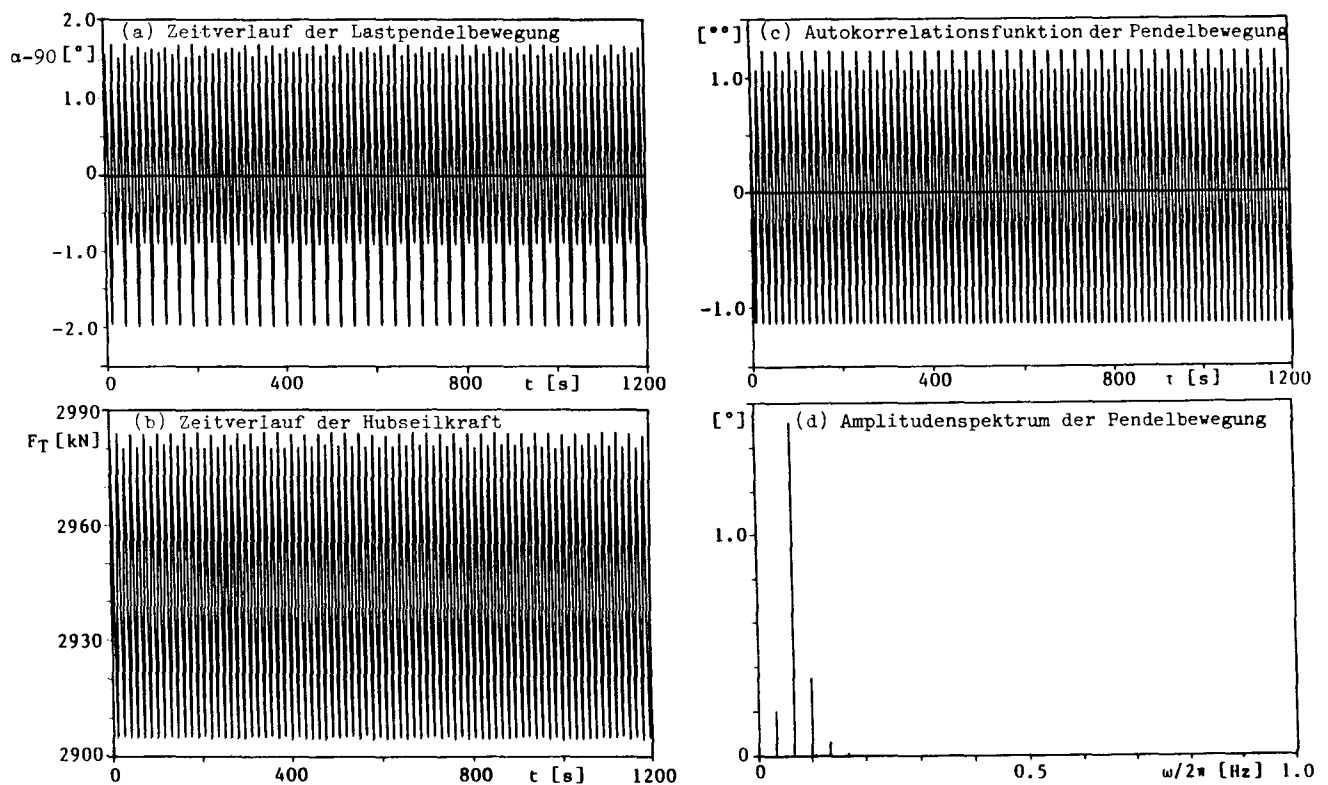 (a) Zeitverlauf der Lastpendelbewegung
2.0
α-90 [°]
1.0
0
-1.0
-2.0
0 400 800 1200
t [s]
(c) Autokorrelationsfunktion der Pendelbewegung
[°°]
1.0
0
-1.0
0 400 800 1200
τ [s]
(b) Zeitverlauf der Hubseilkraft
2990
F_T [kN]
2960
2930
2900
0 400 800 1200
t [s]
(d) Amplitudenspektrum der Pendelbewegung
[°]
1.0
0
0 0.5 1.0
ω/2π [Hz]